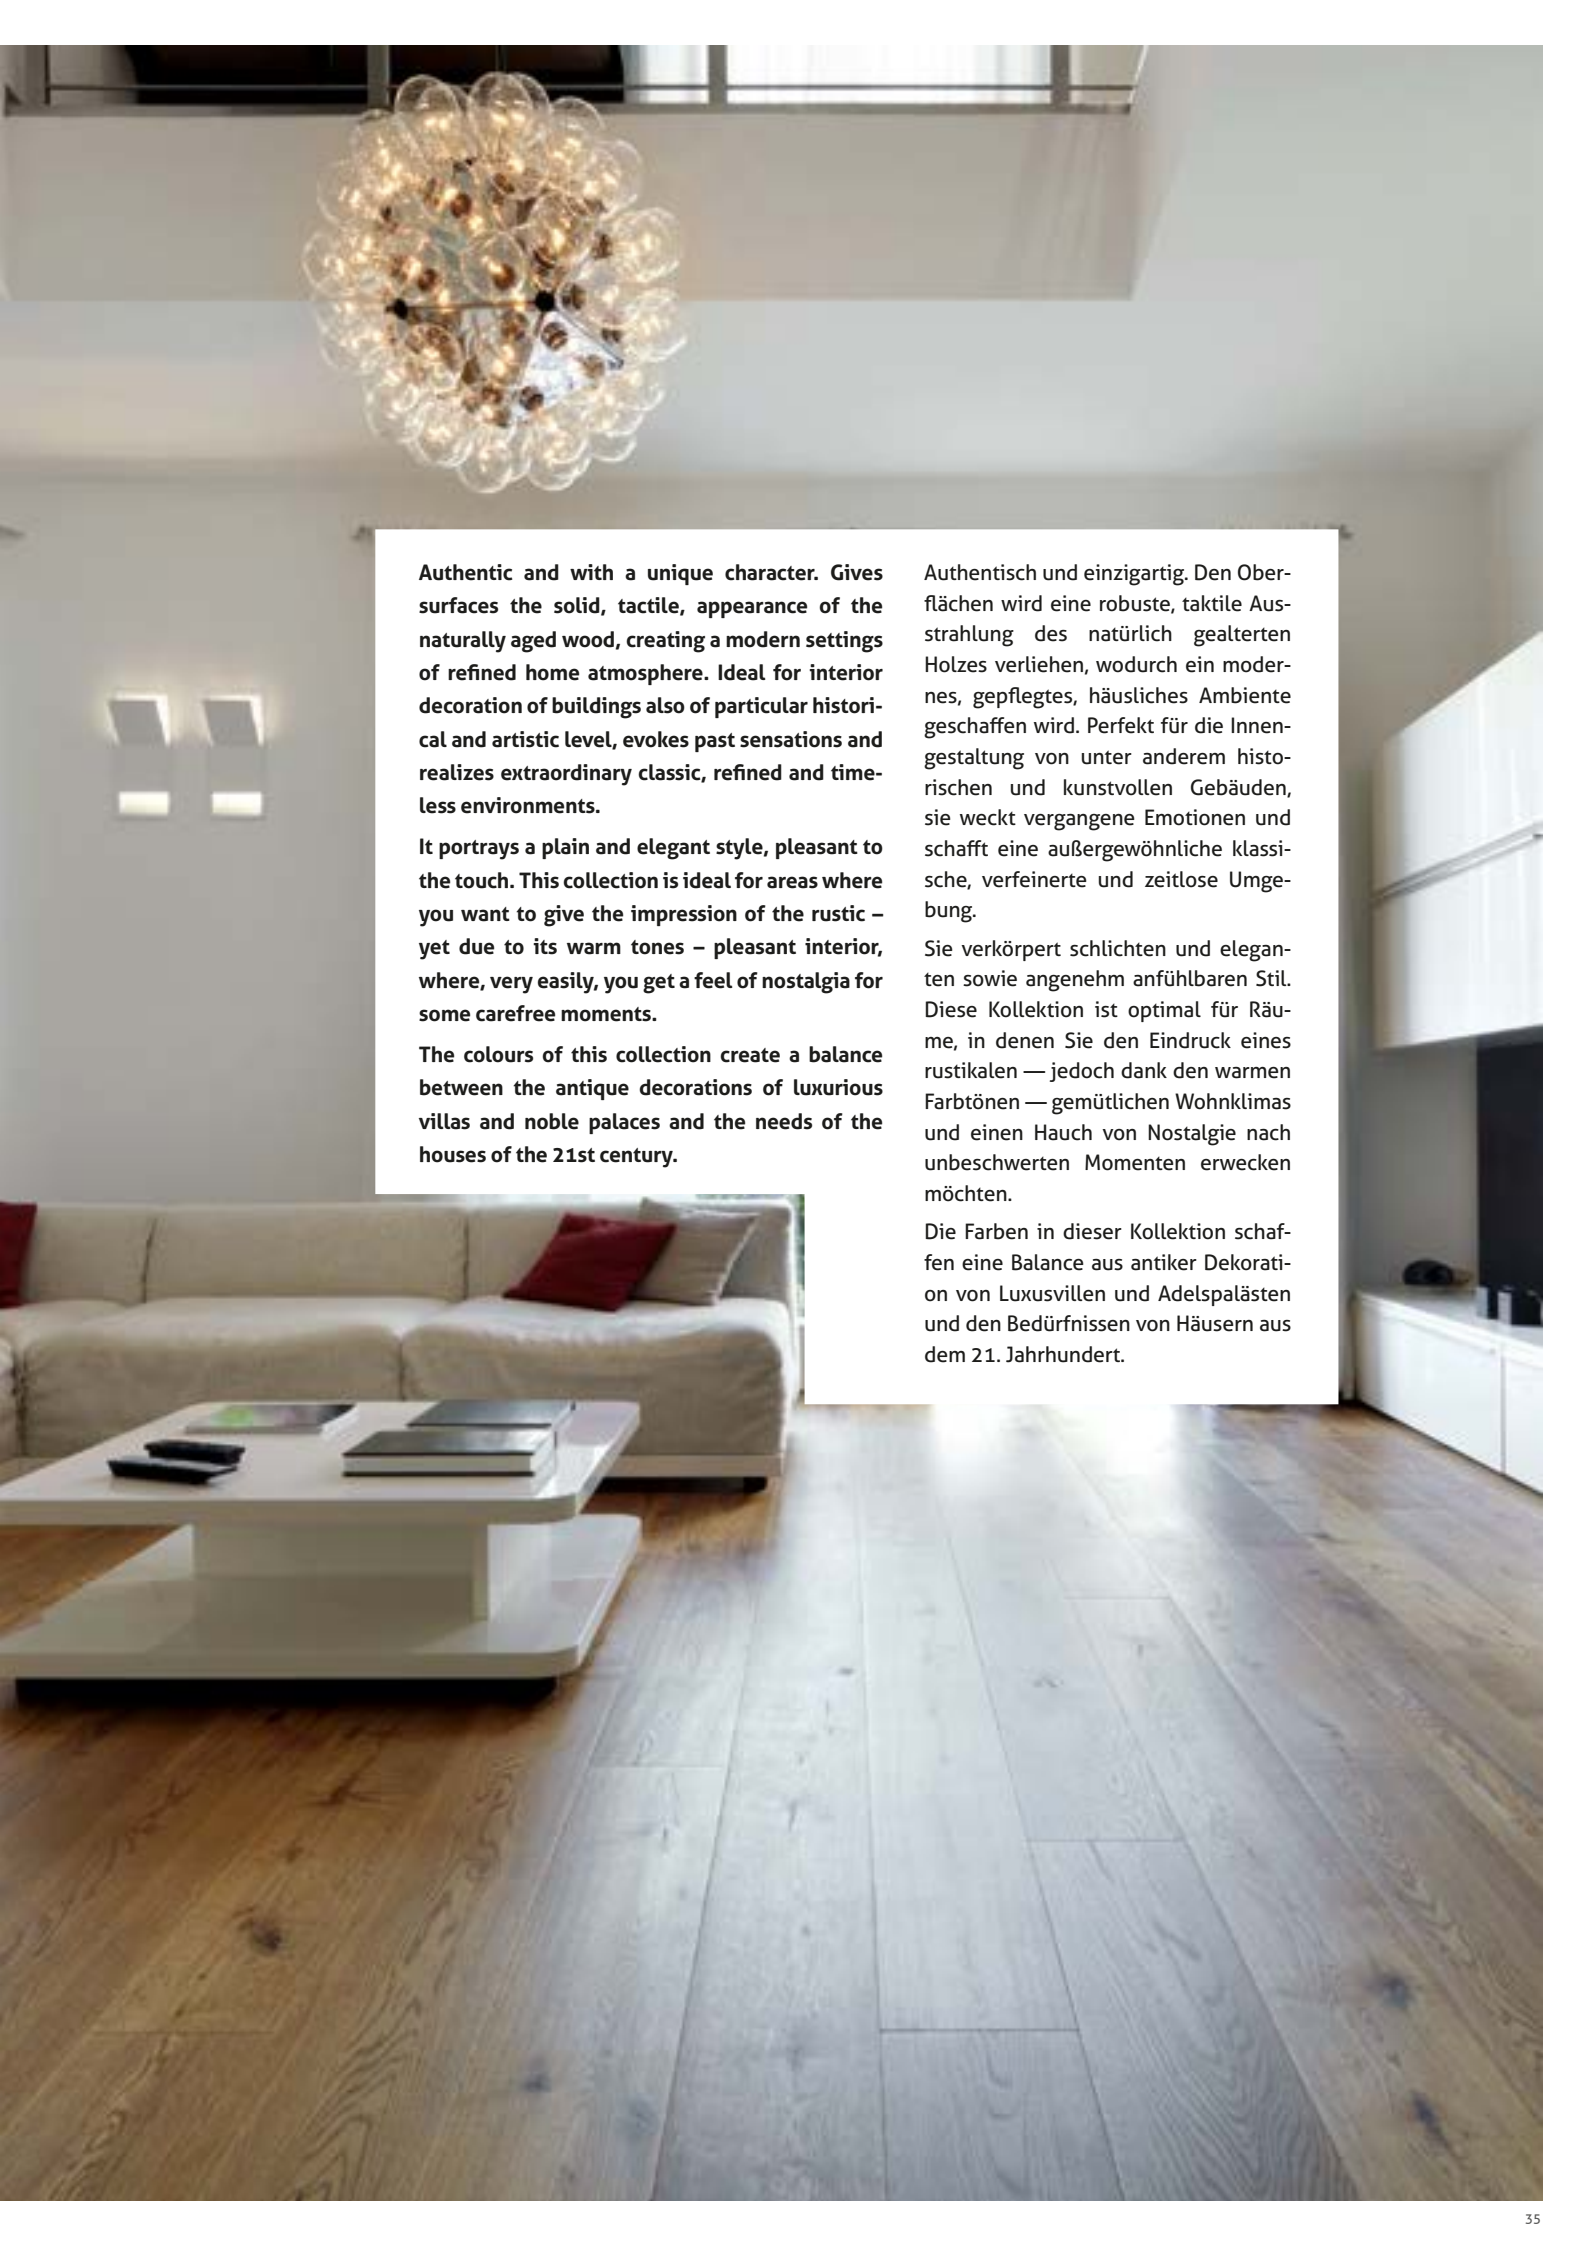 Authentic and with a unique character. Gives
surfaces the solid, tactile, appearance of the
naturally aged wood, creating a modern settings
of refined home atmosphere. Ideal for interior
decoration of buildings also of particular histori-
cal and artistic level, evokes past sensations and
realizes extraordinary classic, refined and time-
less environments.
It portrays a plain and elegant style, pleasant to
the touch. This collection is ideal for areas where
you want to give the impression of the rustic –
yet due to its warm tones – pleasant interior,
where, very easily, you get a feel of nostalgia for
some carefree moments.
The colours of this collection create a balance
between the antique decorations of luxurious
villas and noble palaces and the needs of the
houses of the 21st century.
Authentisch und einzigartig. Den Ober-
flächen wird eine robuste, taktile Aus-
strahlung des natürlich gealterten
Holzes verliehen, wodurch ein moder-
nes, gepflegtes, häusliches Ambiente
geschaffen wird. Perfekt für die Innen-
gestaltung von unter anderem histo-
rischen und kunstvollen Gebäuden,
sie weckt vergangene Emotionen und
schafft eine außergewöhnliche klassi-
sche, verfeinerte und zeitlose Umge-
bung.
Sie verkörpert schlichten und elegan-
ten sowie angenehm anfühlbaren Stil.
Diese Kollektion ist optimal für Räu-
me, in denen Sie den Eindruck eines
rustikalen — jedoch dank den warmen
Farbtönen — gemütlichen Wohnklimas
und einen Hauch von Nostalgie nach
unbeschwerten Momenten erwecken
möchten.
Die Farben in dieser Kollektion schaf-
fen eine Balance aus antiker Dekorati-
on von Luxusvillen und Adelspalästen
und den Bedürfnissen von Häusern aus
dem 21. Jahrhundert.
35